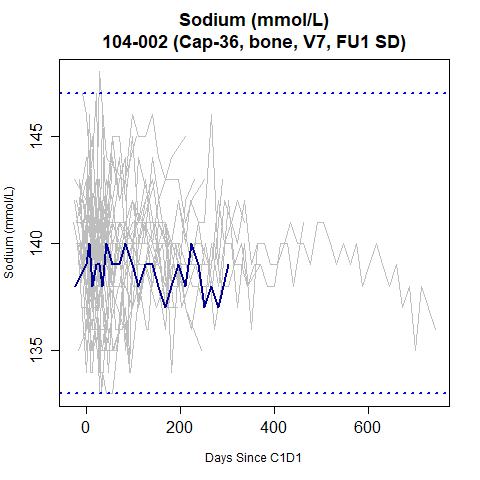 Sodium (mmol/L)
104-002 (Cap-36, bone, V7, FU1 SD)
Sodium (mmol/L)
145
140
135
0 200 400 600
Days Since C1D1